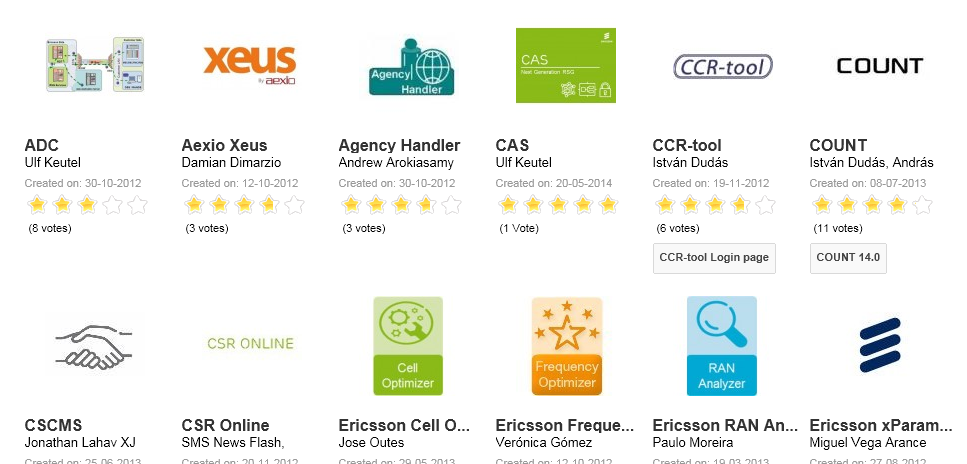 xeus
By aexio
Agency
Handler
CAS
Next Generation RSG
CCR-tool
COUNT
ADC
Aexio Xeus
Agency Handler
CAS
CCR-tool
COUNT
Ulf Keutel
Damian Dimarzio
Andrew Arokiasamy
Ulf Keutel
István Dudás
István Dudás, András
Created on: 30-10-2012
Created on: 12-10-2012
Created on: 30-10-2012
Created on: 20-05-2014
Created on: 19-11-2012
Created on: 08-07-2013
(8 votes)
(3 votes)
(3 votes)
(1 Vote)
(6 votes)
(11 votes)
CCR-tool Login page
COUNT 14.0
CSR ONLINE
Cell
Optimizer
Frequency
Optimizer
RAN
Analyzer
CSCMS
CSR Online
Ericsson Cell O...
Ericsson Freque...
Ericsson RAN An...
Ericsson xParam...
Jonathan Lahav XJ
SMS News Flash,
Jose Outes
Verónica Gómez
Paulo Moreira
Miguel Vega Arance
Created on: 25-06-2013
Created on: 20-11-2012
Created on: 29-05-2013
Created on: 12-10-2012
Created on: 19-03-2013
Created on: 27-08-2012